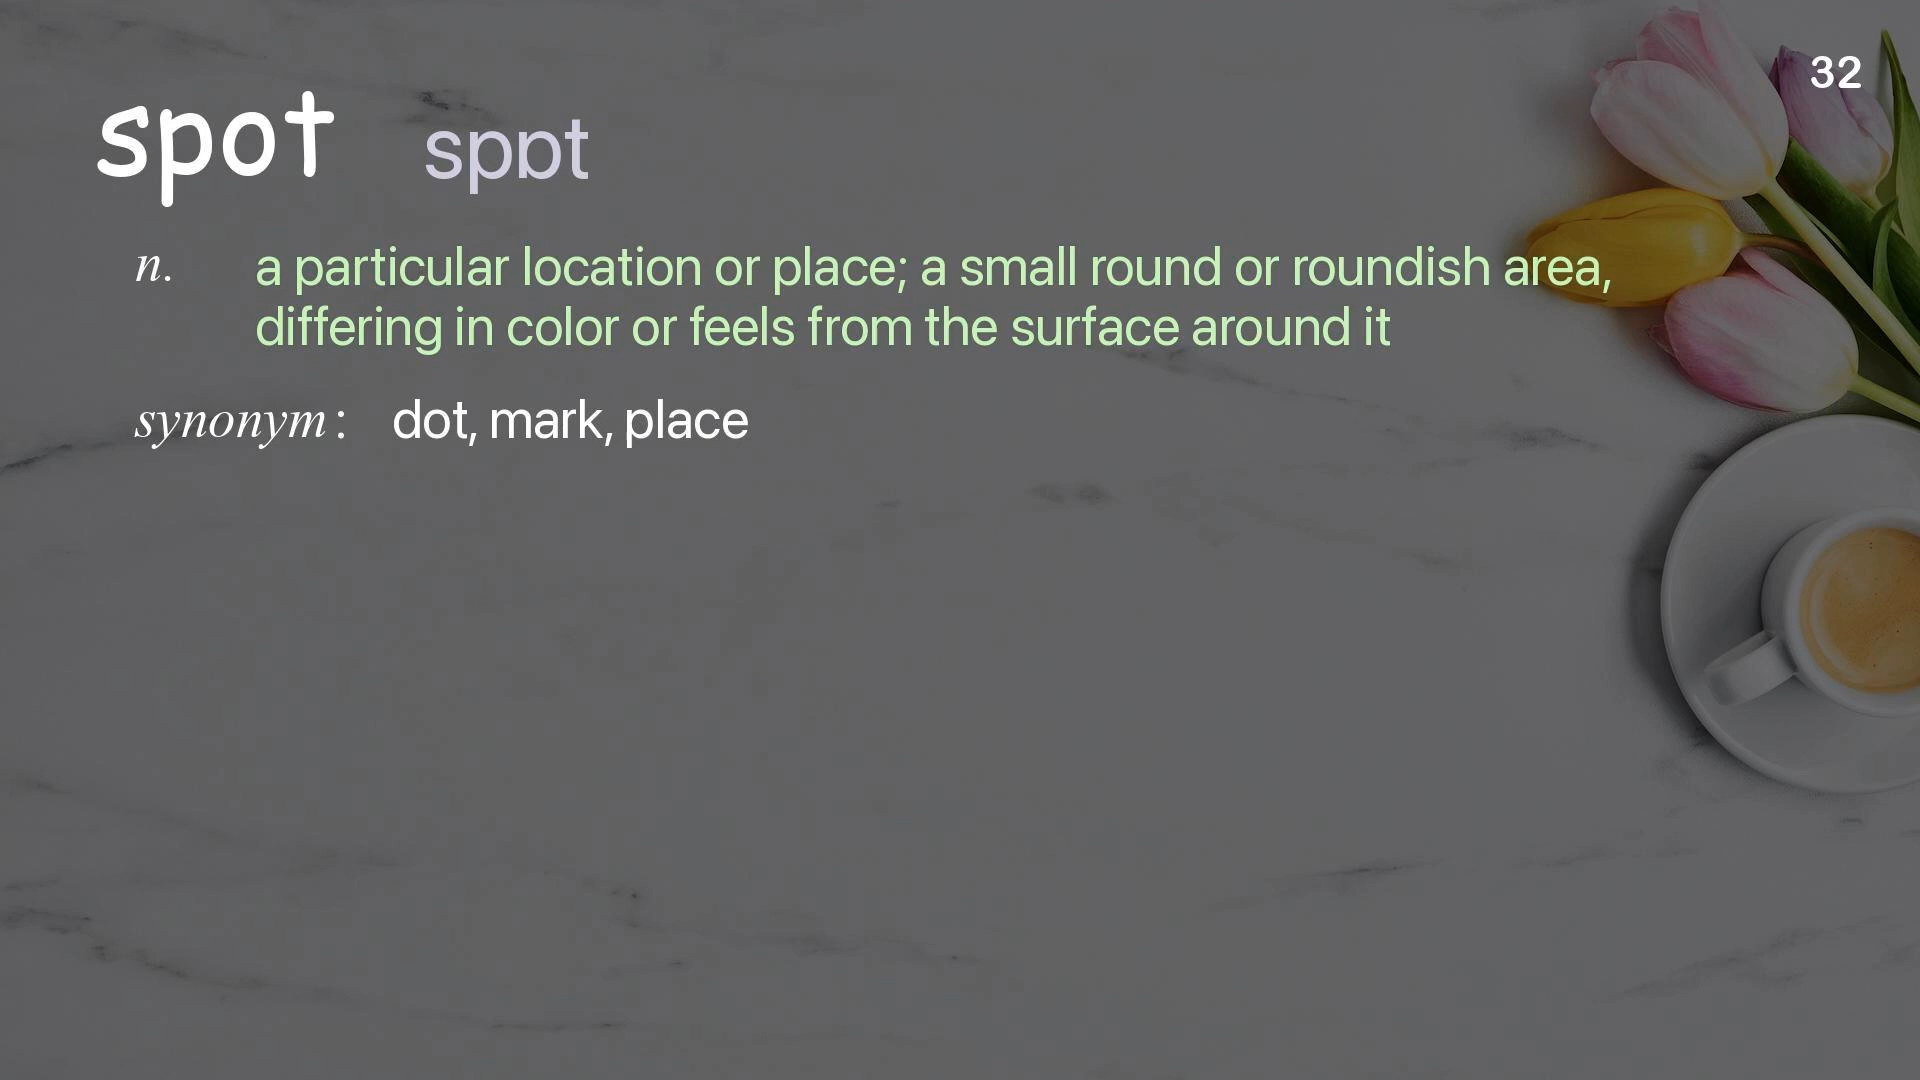 32
spot spɒt
n. a particular location or place; a small round or roundish area,
differing in color or feels from the surface around it
synonym: dot, mark, place